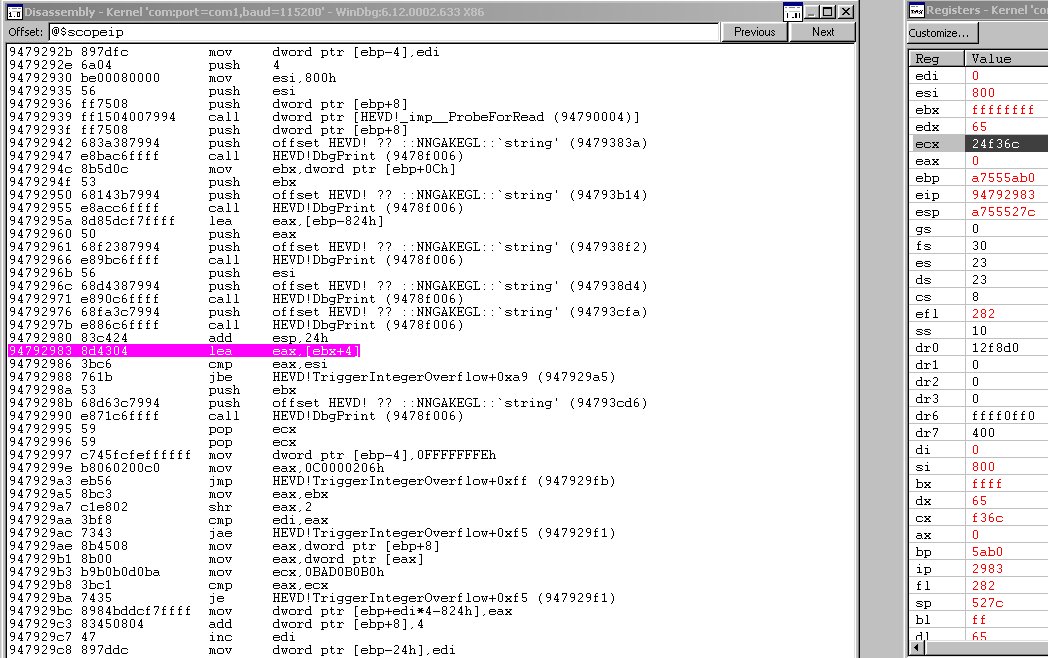 Disassembly - Kernel 'com:port=com1,baud=115200' - WinDbg:6.12.0002.633 X86
Offset: @$scopeip Previous Next
9479292b 897dfc mov dword ptr [ebp-4],edi
9479292e 6a04 push 4
94792930 be00080000 mov esi,800h
94792935 56 push esi
94792936 ff7508 push dword ptr [ebp+8]
94792939 ff1504007994 call dword ptr [HEVD!_imp__ProbeForRead (94790004)]
9479293f ff7508 push dword ptr [ebp+8]
94792942 683a387994 push offset HEVD! ?? ::NNGAKEGL::`string' (9479383a)
94792947 e8bac6ffff call HEVD!DbgPrint (9478f006)
9479294c 8b5d0c mov ebx,dword ptr [ebp+0Ch]
9479294f 53 push ebx
94792950 68143b7994 push offset HEVD! ?? ::NNGAKEGL::`string' (94793b14)
94792955 e8acc6ffff call HEVD!DbgPrint (9478f006)
9479295a 8d85dcf7ffff lea eax,[ebp-824h]
94792960 50 push eax
94792961 68f2387994 push offset HEVD! ?? ::NNGAKEGL::`string' (947938f2)
94792966 e89bc6ffff call HEVD!DbgPrint (9478f006)
9479296b 56 push esi
9479296c 68d4387994 push offset HEVD! ?? ::NNGAKEGL::`string' (947938d4)
94792971 e890c6ffff call HEVD!DbgPrint (9478f006)
94792976 68fa3c7994 push offset HEVD! ?? ::NNGAKEGL::`string' (94793cfa)
9479297b e886c6ffff call HEVD!DbgPrint (9478f006)
94792980 83c424 add esp,24h
94792983 8d4304 lea eax,[ebx+4]
94792986 3bc6 cmp eax,esi
94792988 761b jbe HEVD!TriggerIntegerOverflow+0xa9 (947929a5)
9479298a 53 push ebx
9479298b 68d63c7994 push offset HEVD! ?? ::NNGAKEGL::`string' (94793cd6)
94792990 e871c6ffff call HEVD!DbgPrint (9478f006)
94792995 59 pop ecx
94792996 59 pop ecx
94792997 c745fcfeffffff mov dword ptr [ebp-4],0FFFFFFFEh
9479299e b8060200c0 mov eax,0C0000206h
947929a3 eb56 jmp HEVD!TriggerIntegerOverflow+0xff (947929fb)
947929a5 8bc3 mov eax,ebx
947929a7 c1e802 shr eax,2
947929aa 3bf8 cmp edi,eax
947929ac 7343 jae HEVD!TriggerIntegerOverflow+0xf5 (947929f1)
947929ae 8b4508 mov eax,dword ptr [ebp+8]
947929b1 8b00 mov eax,dword ptr [eax]
947929b3 b9b0b0d0ba mov ecx,0BAD0B0B0h
947929b8 3bc1 cmp eax,ecx
947929ba 7435 je HEVD!TriggerIntegerOverflow+0xf5 (947929f1)
947929bc 8984bddcf7ffff mov dword ptr [ebp+edi*4-824h],eax
947929c3 83450804 add dword ptr [ebp+8],4
947929c7 47 inc edi
947929c8 897ddc mov dword ptr [ebp-24h],edi
Registers - Kernel 'co
Customize...
Reg Value
edi 0
esi 800
ebx ffffffff
edx 65
ecx 24f36c
eax 0
ebp a7555ab0
eip 94792983
esp a755527c
gs 0
fs 30
es 23
ds 23
cs 8
efl 282
ss 10
dr0 12f8d0
dr1 0
dr2 0
dr3 0
dr6 ffff0ff0
dr7 400
di 0
si 800
bx ffff
dx 65
cx f36c
ax 0
bp 5ab0
ip 2983
fl 282
sp 527c
bl ff
dl 65